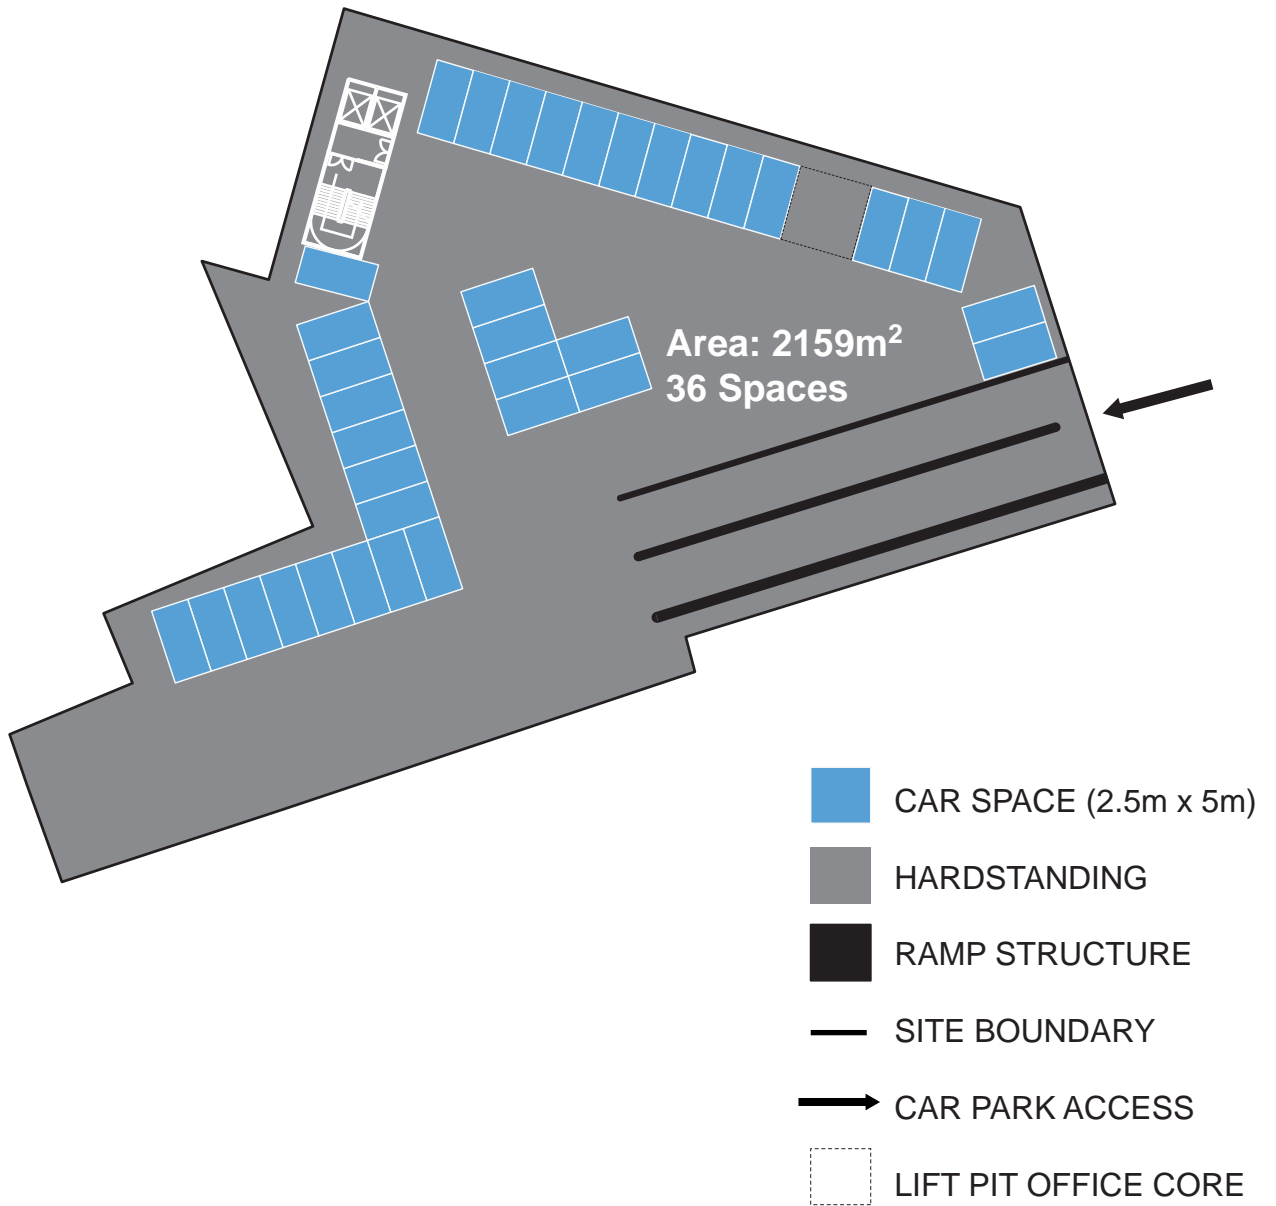 Area: 2159m²
36 Spaces
CAR SPACE (2.5m x 5m)
HARDSTANDING
RAMP STRUCTURE
SITE BOUNDARY
CAR PARK ACCESS
LIFT PIT OFFICE CORE